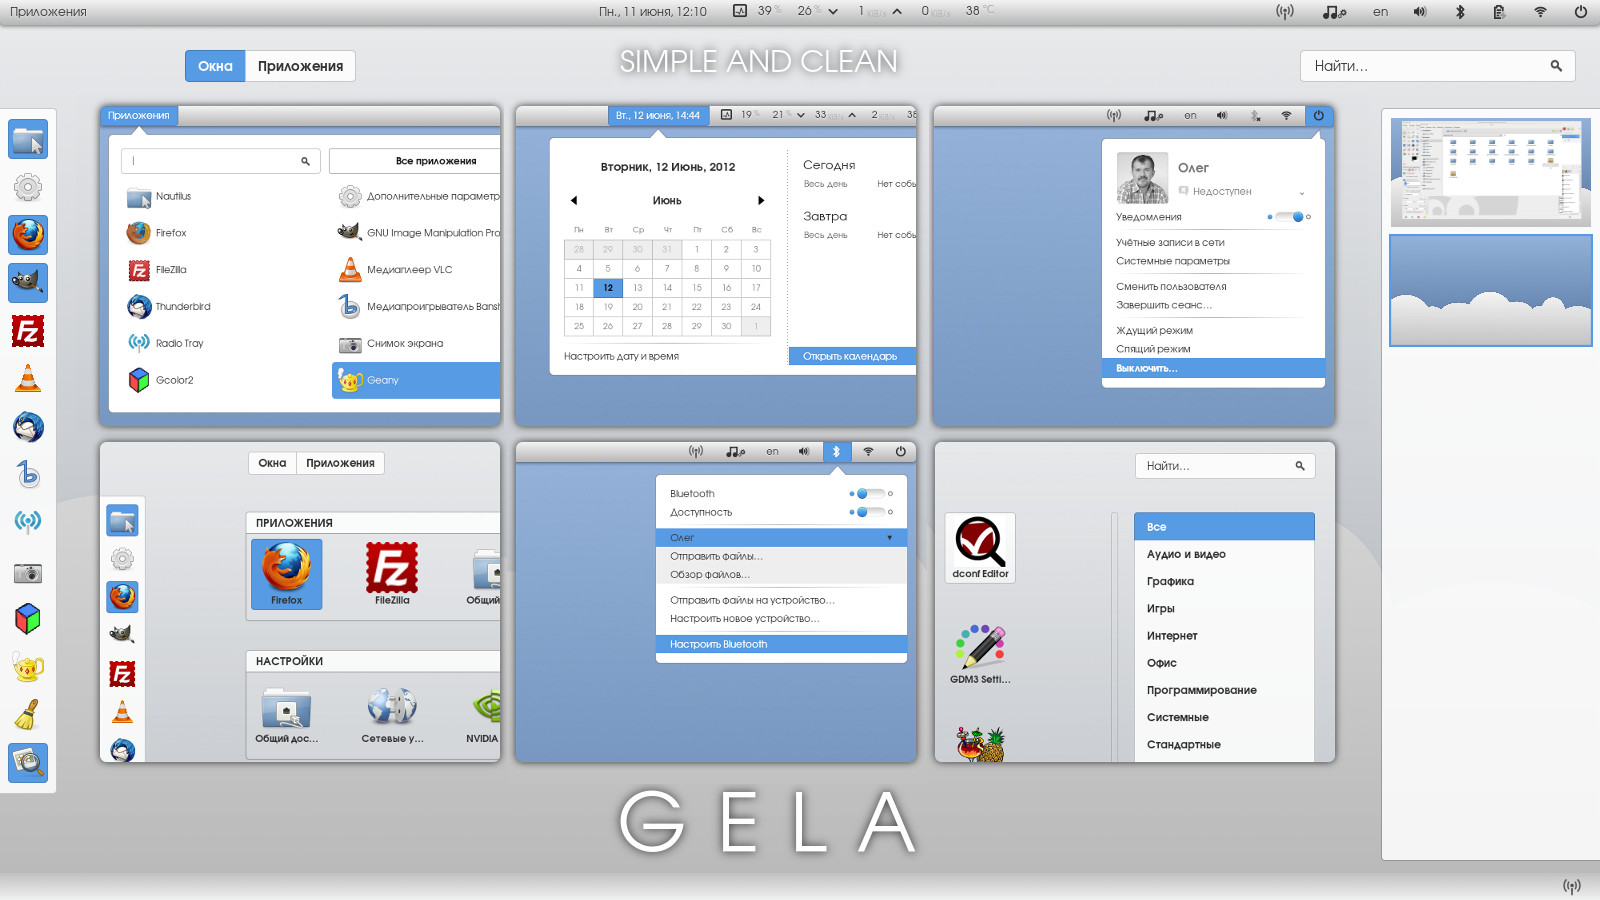 Приложения
Пн., 11 июня, 12:10
39 %
26 %
1 KiB/s
0 KiB/s
38 °C
en
Окна
Приложения
SIMPLE AND CLEAN
Найти...
Приложения
Все приложения
Nautilus
Дополнительные параметр
Firefox
GNU Image Manipulation Pro
FileZilla
Медиаплеер VLC
Thunderbird
Медиапроигрыватель Bansh
Radio Tray
Снимок экрана
Gcolor2
Geany
Вт., 12 июня, 14:44
19 %
21 %
33 KiB/s
2 KiB/s
38
Вторник, 12 Июнь, 2012
Июнь
Пн Вт Ср Чт Пт Сб Вс
28 29 30 31 1 2 3
4 5 6 7 8 9 10
11 12 13 14 15 16 17
18 19 20 21 22 23 24
25 26 27 28 29 30 1
Настроить дату и время
Сегодня
Весь день Нет собы
Завтра
Весь день Нет собы
Открыть календарь
en
Олег
Недоступен
Уведомления
Учётные записи в сети
Системные параметры
Сменить пользователя
Завершить сеанс...
Ждущий режим
Спящий режим
Выключить...
Окна
Приложения
ПРИЛОЖЕНИЯ
Firefox
FileZilla
Общий
НАСТРОЙКИ
Общий дос...
Сетевые у...
NVIDIA
en
Bluetooth
Доступность
Олег
Отправить файлы...
Обзор файлов...
Отправить файлы на устройство...
Настроить новое устройство...
Настроить Bluetooth
Найти...
dconf Editor
GDM3 Setti...
Все
Аудио и видео
Графика
Игры
Интернет
Офис
Программирование
Системные
Стандартные
GELA